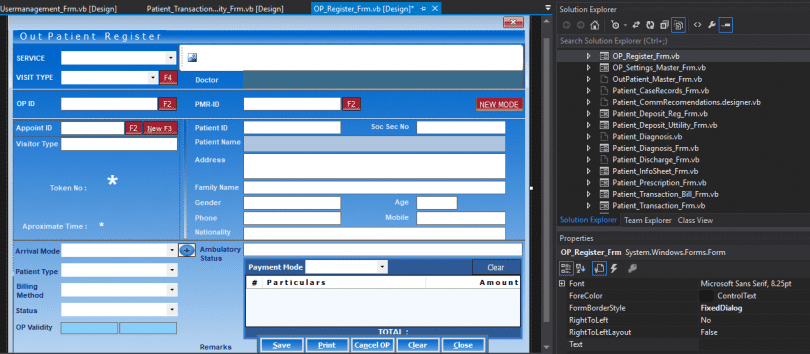 Usermanagement_Frm.vb [Design]
Patient_Transaction...ity_Frm.vb [Design]
OP_Register_Frm.vb [Design]*
Out Patient Register
SERVICE
VISIT TYPE
F4
Doctor
OP ID
F2
PMR-ID
F2
NEW MODE
Appoint ID
F2
New F3
Patient ID
Soc Sec No
Visitor Type
Patient Name
Address
Token No :
*
Family Name
Gender
Age
Phone
Mobile
Aproximate Time :
*
Nationality
Arrival Mode
Ambulatory
Status
Patient Type
Payment Mode
Clear
Billing
Method
# Particulars
Amount
Status
OP Validity
TOTAL :
Remarks
Save
Print
Cancel OP
Clear
Close
Solution Explorer
Search Solution Explorer (Ctrl+;)
OP_Register_Frm.vb
OP_Settings_Master_Frm.vb
OutPatient_Master_Frm.vb
Patient_CaseRecords_Frm.vb
Patient_CommRecomendations.designer.vb
Patient_Deposit_Reg_Frm.vb
Patient_Deposit_Uttility_Frm.vb
Patient_Diagnosis.vb
Patient_Diagnosis_Frm.vb
Patient_Discharge_Frm.vb
Patient_InfoSheet_Frm.vb
Patient_Prescription_Frm.vb
Patient_Transaction_Bill_Frm.vb
Patient_Transaction_Frm.vb
Solution Explorer
Team Explorer
Class View
Properties
OP_Register_Frm System.Windows.Forms.Form
Font
Microsoft Sans Serif, 8.25pt
ForeColor
ControlText
FormBorderStyle
FixedDialog
RightToLeft
No
RightToLeftLayout
False
Text